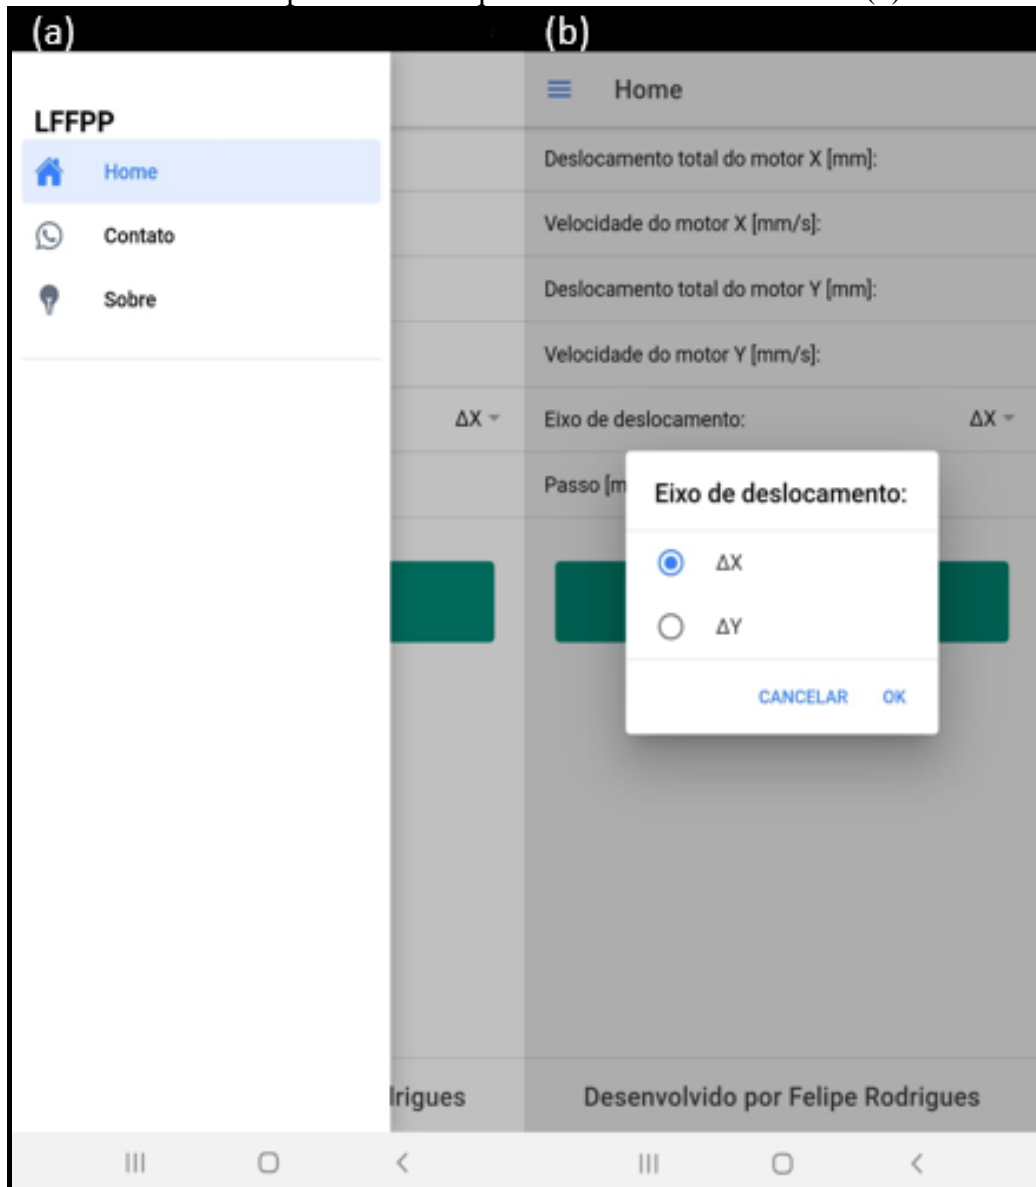 (a)
LFFPP
Home
Contato
Sobre
ΔX
lrigues
(b)
Home
Deslocamento total do motor X [mm]:
Velocidade do motor X [mm/s]:
Deslocamento total do motor Y [mm]:
Velocidade do motor Y [mm/s]:
Eixo de deslocamento: ΔX
Passo [m
Eixo de deslocamento:
ΔX
ΔY
CANCELAR OK
Desenvolvido por Felipe Rodrigues